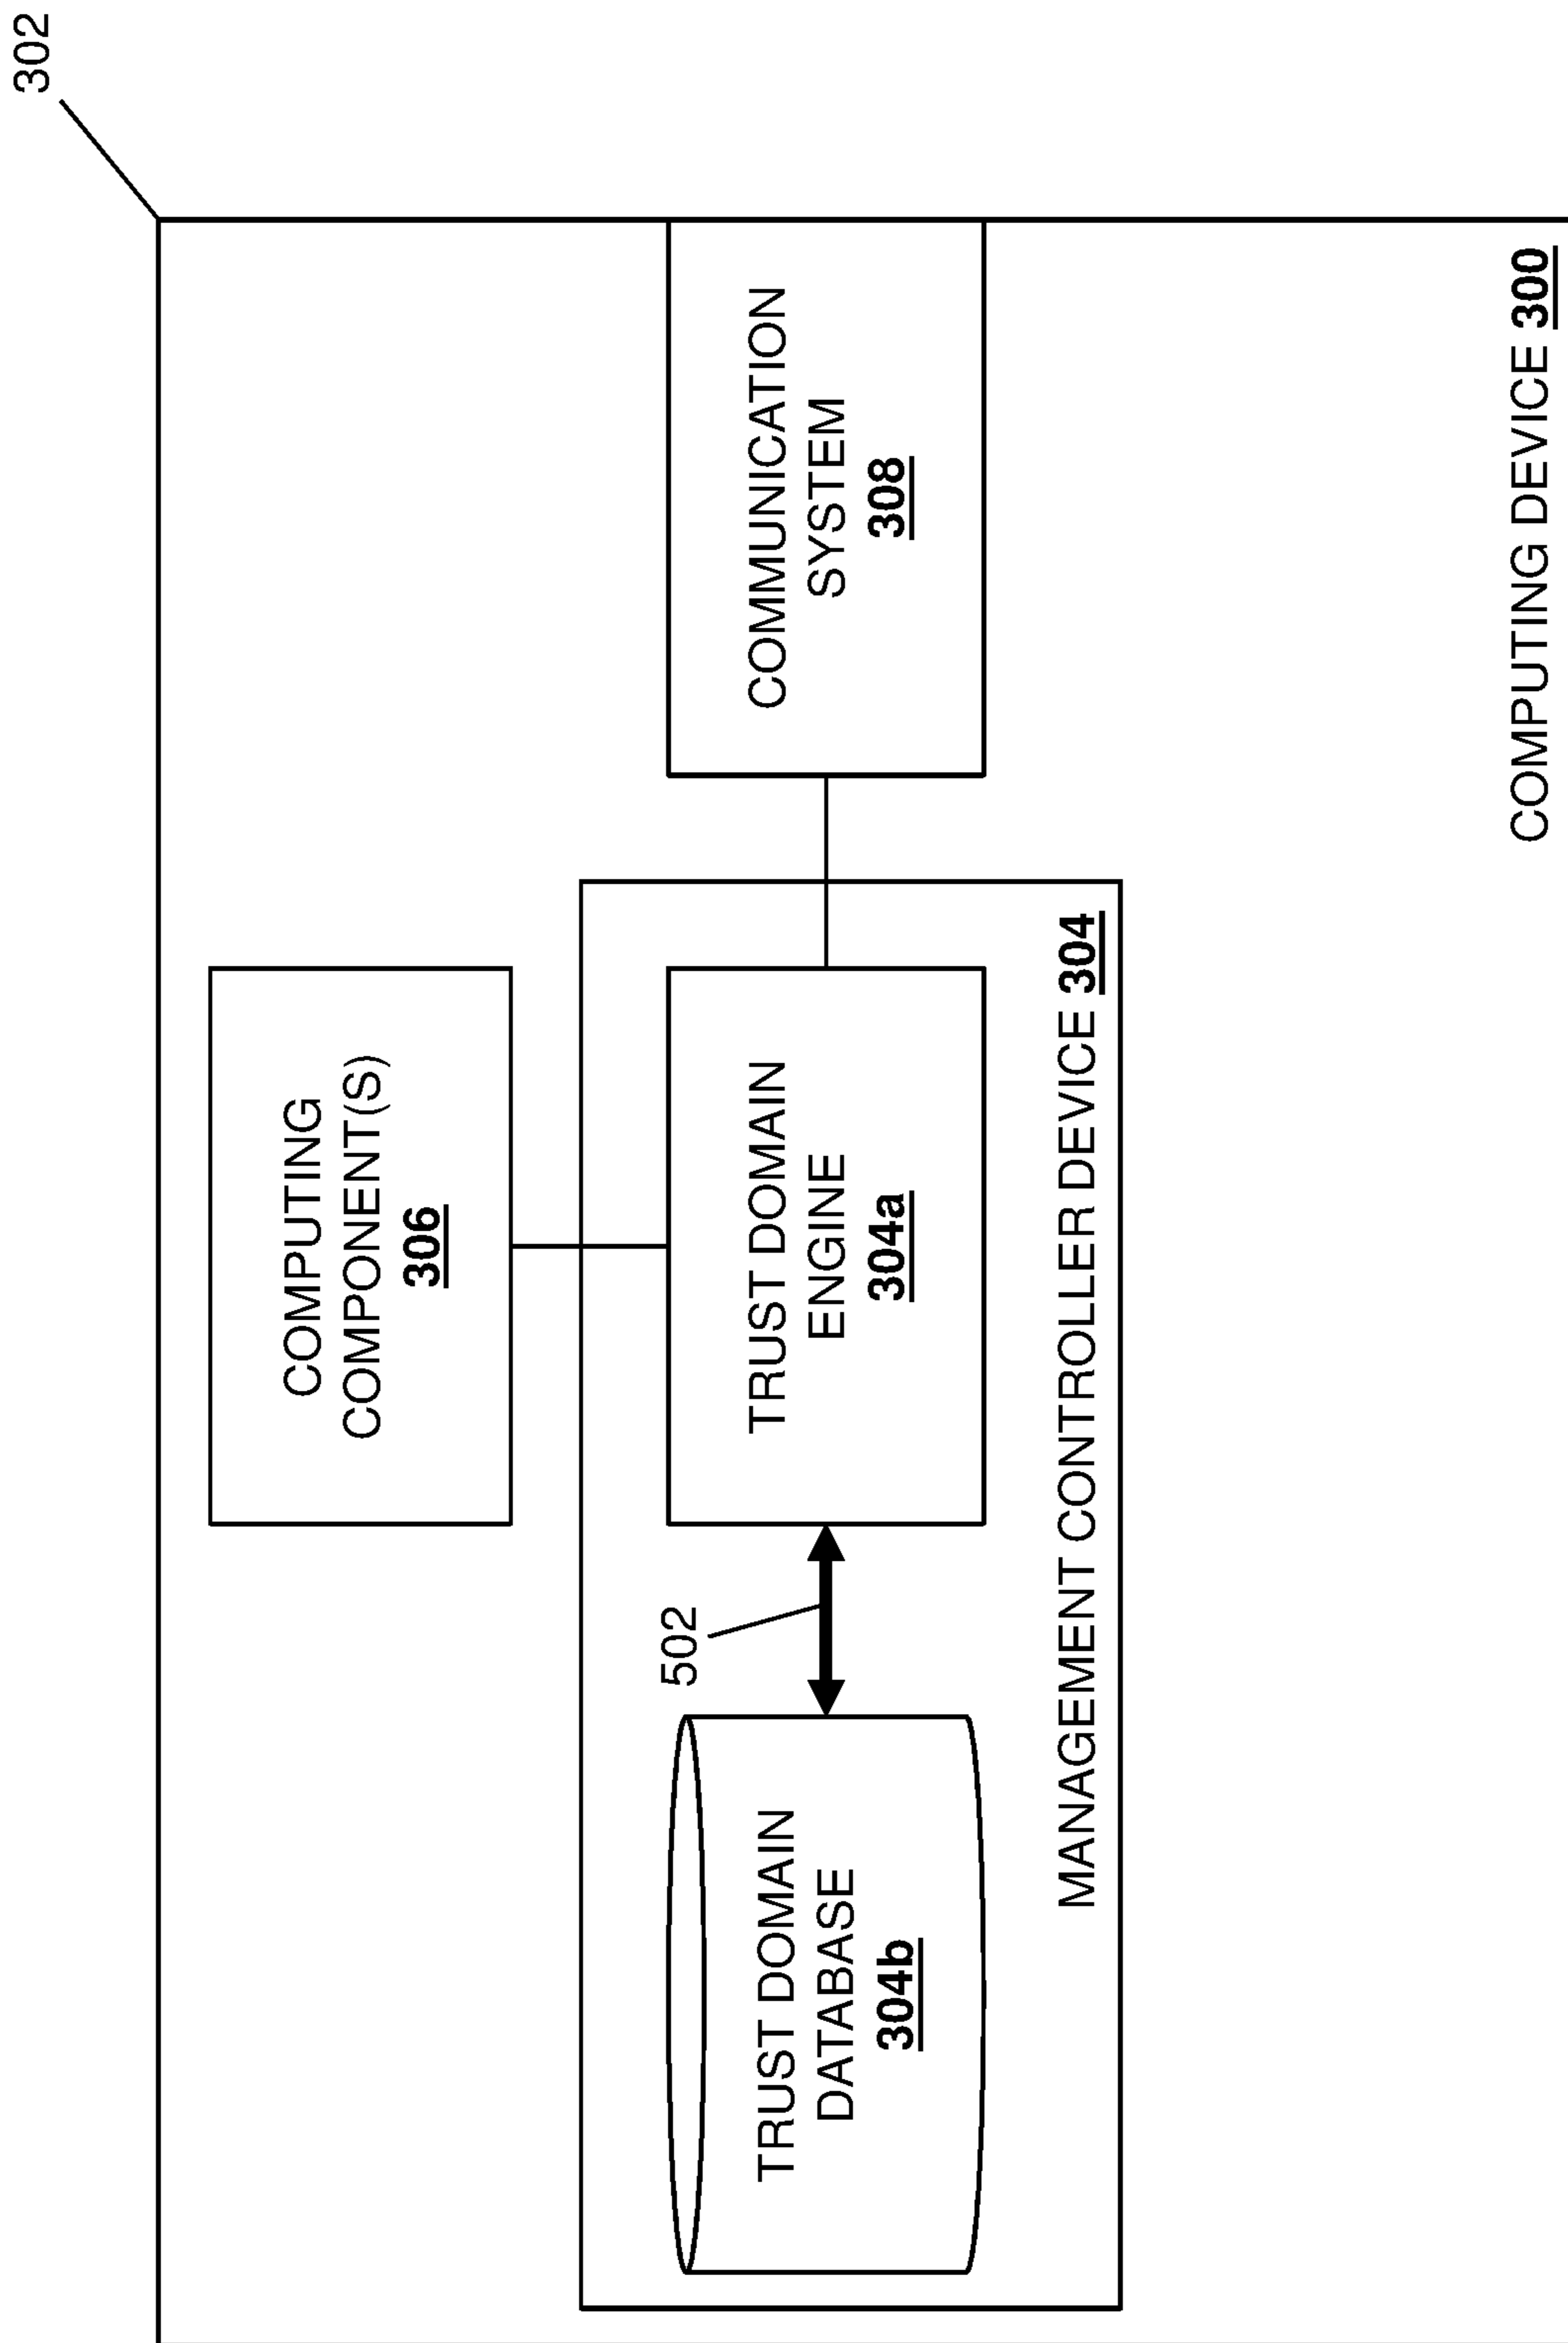 302
COMPUTING
COMPONENT(S)
306
502
TRUST DOMAIN
DATABASE
304b
TRUST DOMAIN
ENGINE
304a
COMMUNICATION
SYSTEM
308
MANAGEMENT CONTROLLER DEVICE 304
COMPUTING DEVICE 300